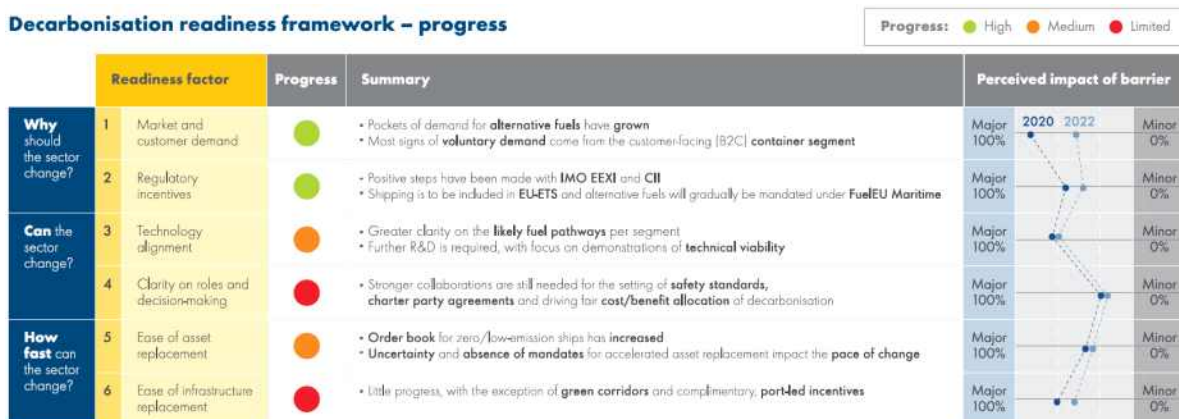 Decarbonisation readiness framework – progress
Progress: High Medium Limited
Readiness factor Progress Summary Perceived impact of barrier
Why
should
the sector
change?
1 Market and
customer demand
• Pockets of demand for alternative fuels have grown
• Most signs of voluntary demand come from the customer-facing (B2C) container segment
Major
100%
2020 2022
Minor
0%
2 Regulatory
incentives
• Positive steps have been made with IMO EEXI and CII
• Shipping is to be included in EU-ETS and alternative fuels will gradually be mandated under FuelEU Maritime
Major
100%
Minor
0%
Can the
sector
change?
3 Technology
alignment
• Greater clarity on the likely fuel pathways per segment
• Further R&D is required, with focus on demonstrations of technical viability
Major
100%
Minor
0%
4 Clarity on roles and
decision-making
• Stronger collaborations are still needed for the setting of safety standards,
charter party agreements and driving fair cost/benefit allocation of decarbonisation
Major
100%
Minor
0%
How
fast can
the sector
change?
5 Ease of asset
replacement
• Order book for zero/low-emission ships has increased
• Uncertainty and absence of mandates for accelerated asset replacement impact the pace of change
Major
100%
Minor
0%
6 Ease of infrastructure
replacement
• Little progress, with the exception of green corridors and complimentary, port-led incentives
Major
100%
Minor
0%